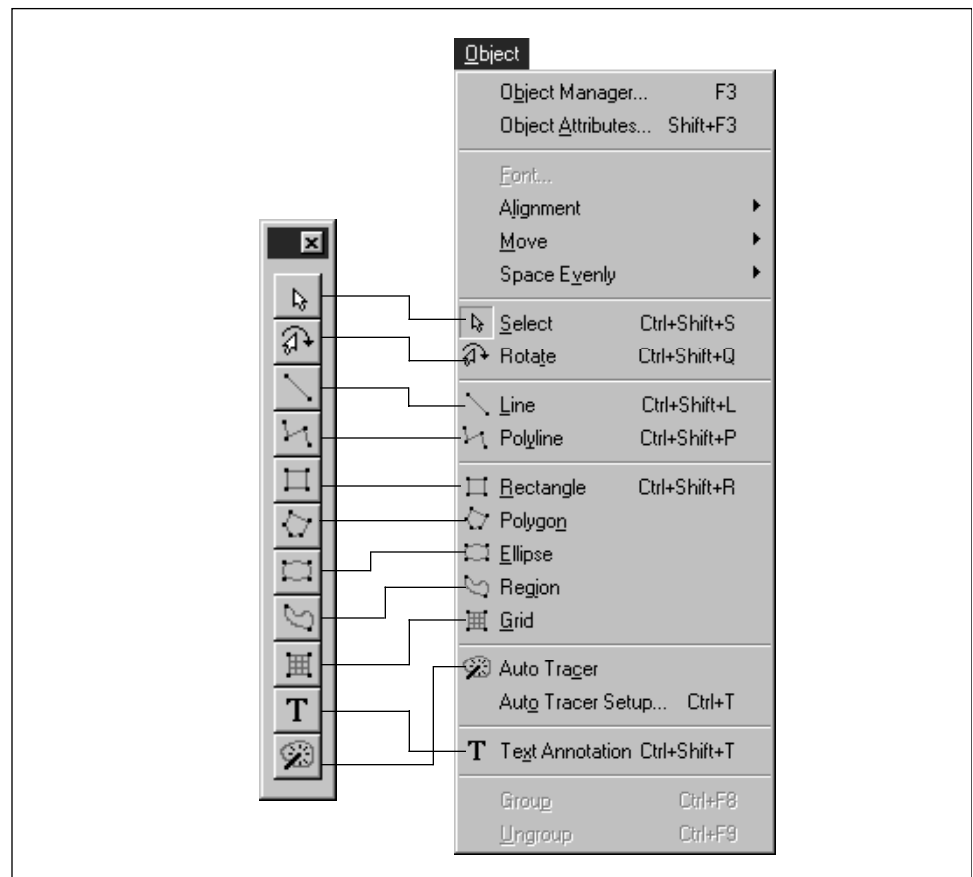 Object
Object Manager... F3
Object Attributes... Shift+F3
Font...
Alignment
Move
Space Evenly
Select Ctrl+Shift+S
Rotate Ctrl+Shift+Q
Line Ctrl+Shift+L
Polyline Ctrl+Shift+P
Rectangle Ctrl+Shift+R
Polygon
Ellipse
Region
Grid
Auto Tracer
Auto Tracer Setup... Ctrl+T
T
T Text Annotation Ctrl+Shift+T
Group Ctrl+F8
Ungroup Ctrl+F9